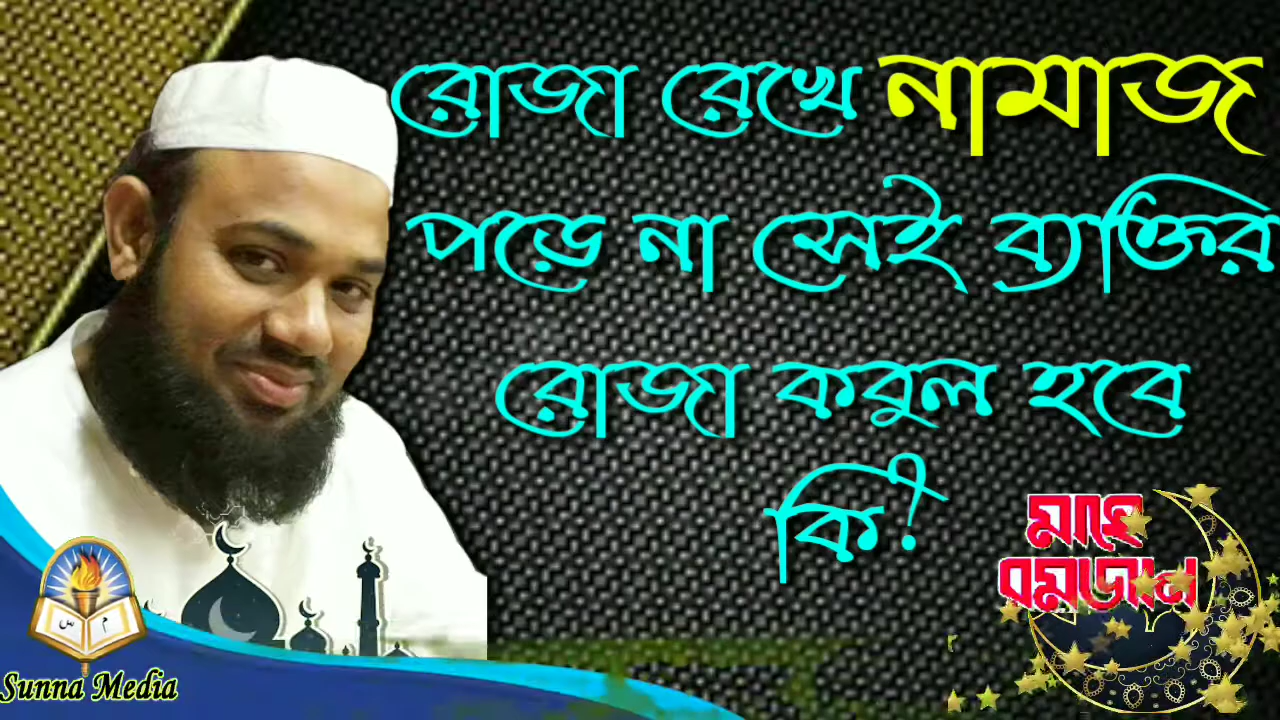 রোজা রেখে নামাজ
পড়ে না সেই ব্যক্তির
রোজা কবুল হবে
কি?
মাহে
রমজান
س م
Sunna Media